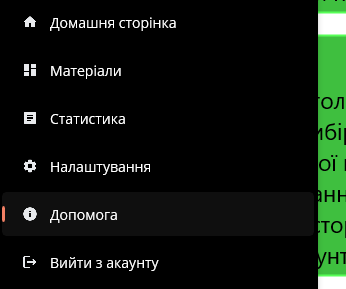 Домашня сторінка
Матеріали
Статистика
Налаштування
Допомога
Вийти з акаунту